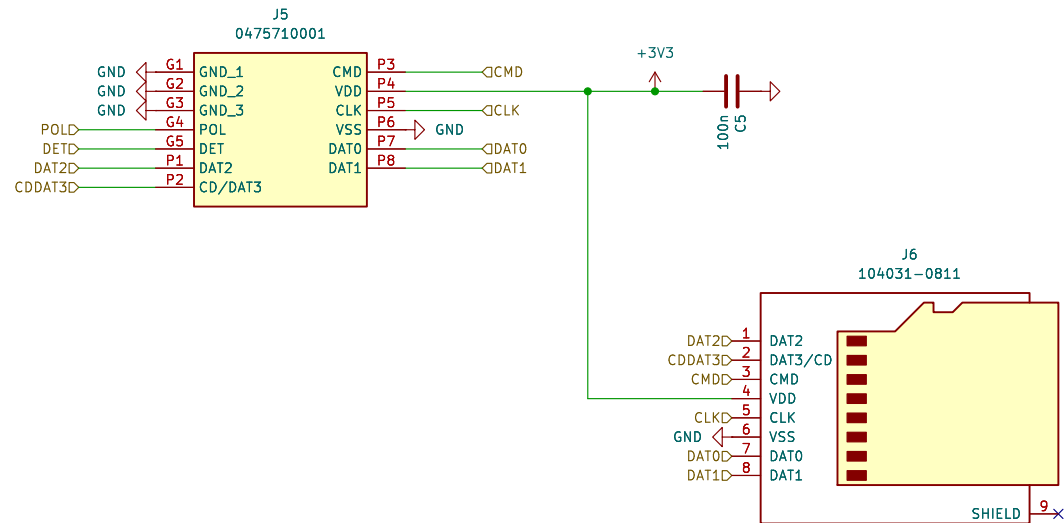 J5
0475710001
GND G1 GND_1
GND G2 GND_2
GND G3 GND_3
POL G4 POL
DET G5 DET
DAT2 P1 DAT2
CDDAT3 P2 CD/DAT3
CMD P3 CMD
VDD P4
CLK P5 CLK
VSS P6 GND
DAT0 P7 DAT0
DAT1 P8 DAT1
+3V3
100n
C5
J6
104031-0811
DAT2 1 DAT2
CDDAT3 2 DAT3/CD
CMD 3 CMD
4 VDD
CLK 5 CLK
GND 6 VSS
DAT0 7 DAT0
DAT1 8 DAT1
SHIELD 9